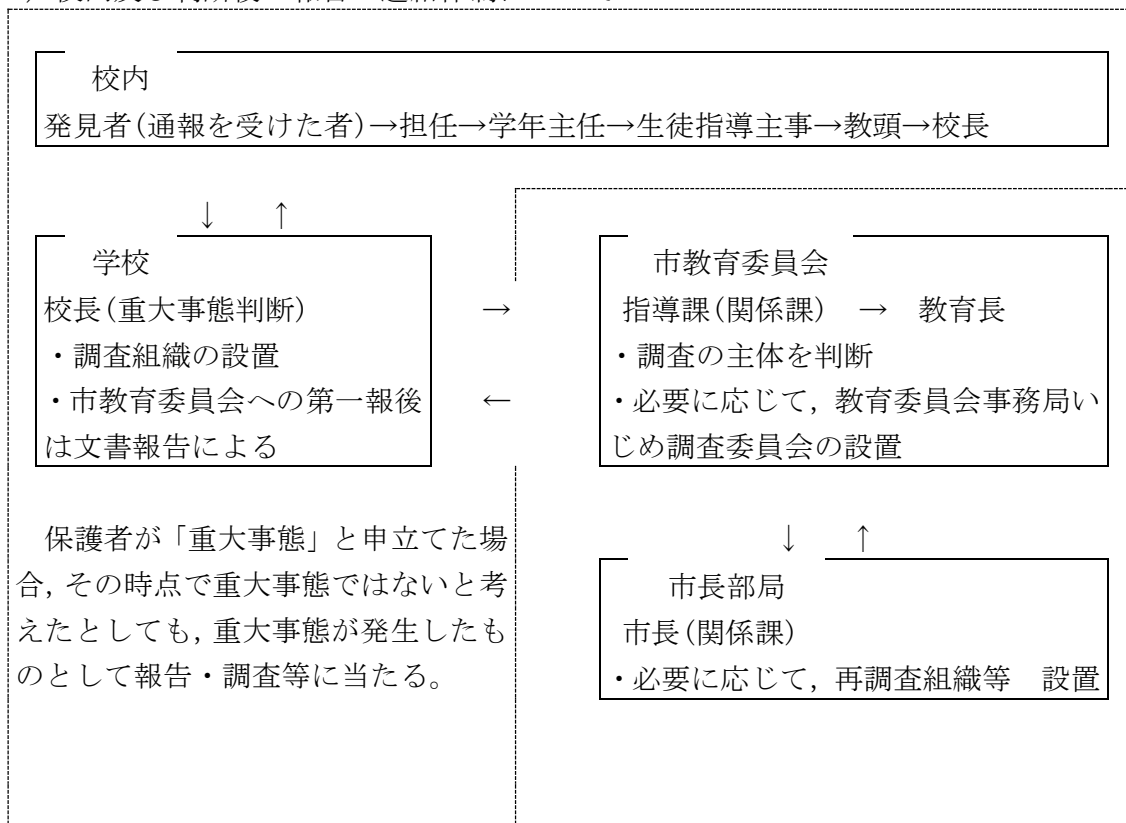 校内
発見者(通報を受けた者)→担任→学年主任→生徒指導主事→教頭→校長
↓ ↑
学校
校長(重大事態判断)
・調査組織の設置
・市教育委員会への第一報後
は文書報告による
→
←
市教育委員会
指導課(関係課) → 教育長
・調査の主体を判断
・必要に応じて，教育委員会事務局い
じめ調査委員会の設置
保護者が「重大事態」と申立てた場
合，その時点で重大事態ではないと考
えたとしても，重大事態が発生したも
のとして報告・調査等に当たる。
↓ ↑
市長部局
市長(関係課)
・必要に応じて，再調査組織等　設置